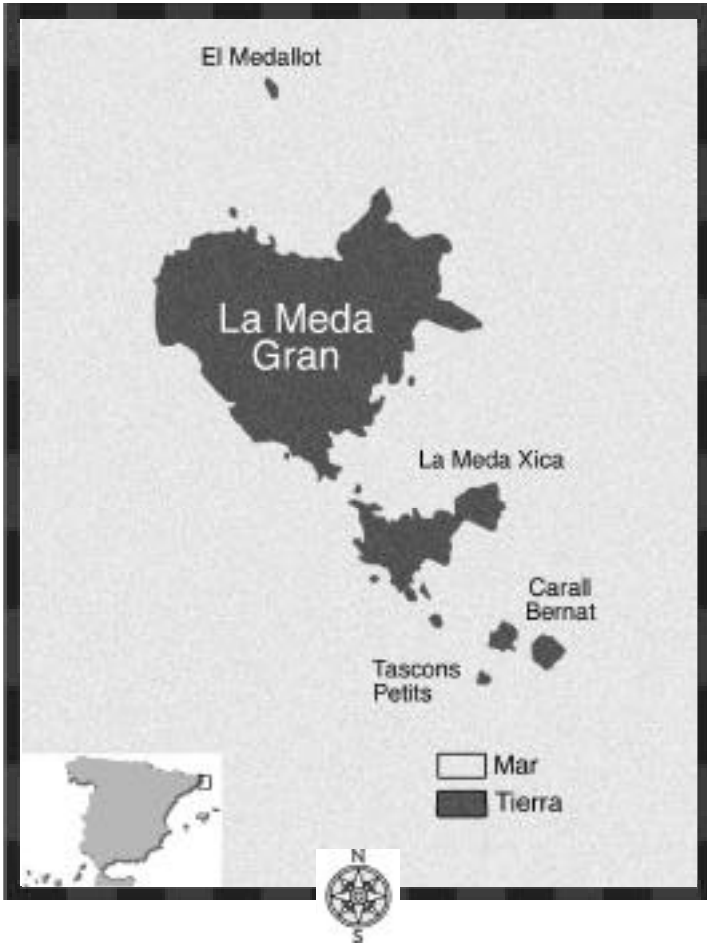 El Medallot
La Meda
Gran
La Meda Xica
Carall
Bernat
Tascons
Petits
Mar
Tierra
N
S